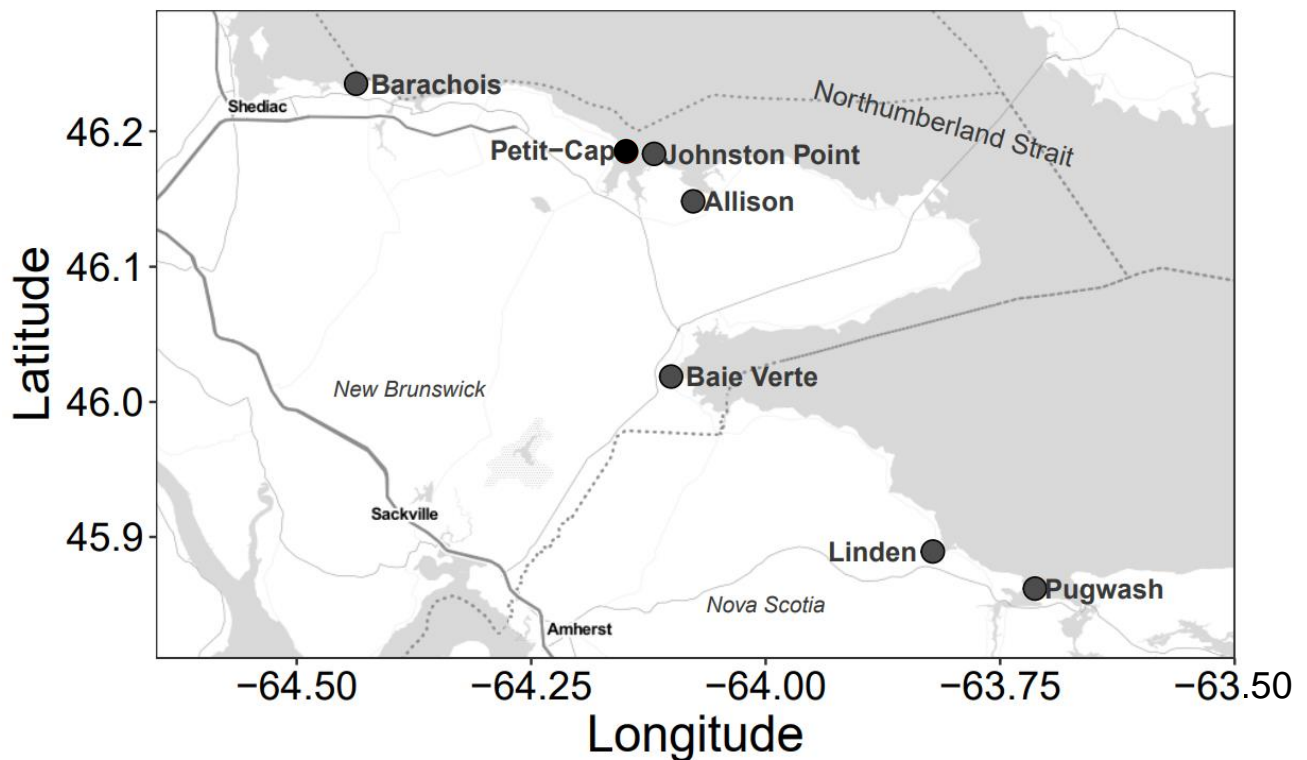 Barachois
Shediac
Northumberland Strait
46.2
Petit−Cap
Johnston Point
Allison
46.1
Latitude
Baie Verte
New Brunswick
46.0
Sackville
45.9
Linden
Pugwash
Nova Scotia
Amherst
−64.50
−64.25
−64.00
−63.75
−63.50
Longitude